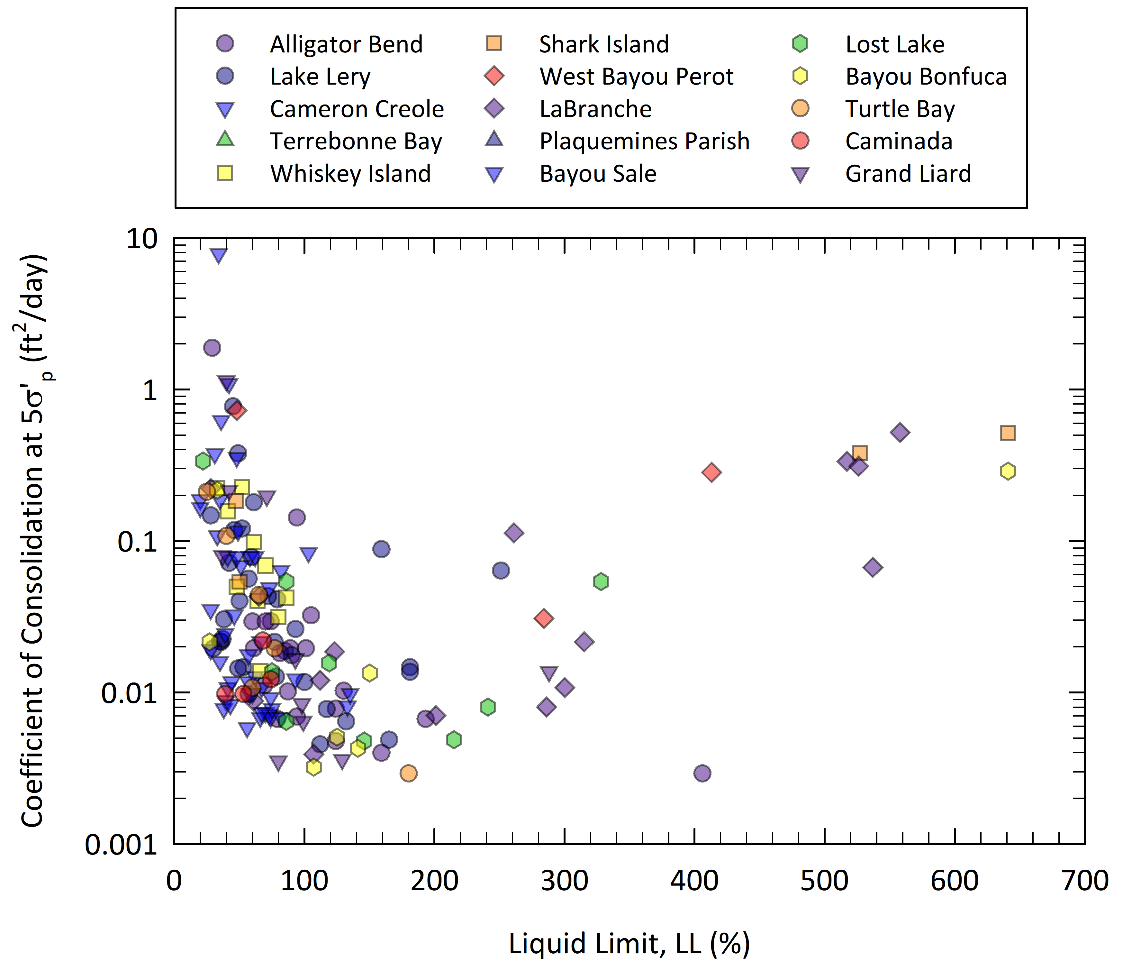 Alligator Bend Shark Island Lost Lake
Lake Lery West Bayou Perot Bayou Bonfuca
Cameron Creole LaBranche Turtle Bay
Terrebonne Bay Plaquemines Parish Caminada
Whiskey Island Bayou Sale Grand Liard
Coefficient of Consolidation at 5σ'p (ft²/day)
10
1
0.1
0.01
0.001
0 100 200 300 400 500 600 700
Liquid Limit, LL (%)